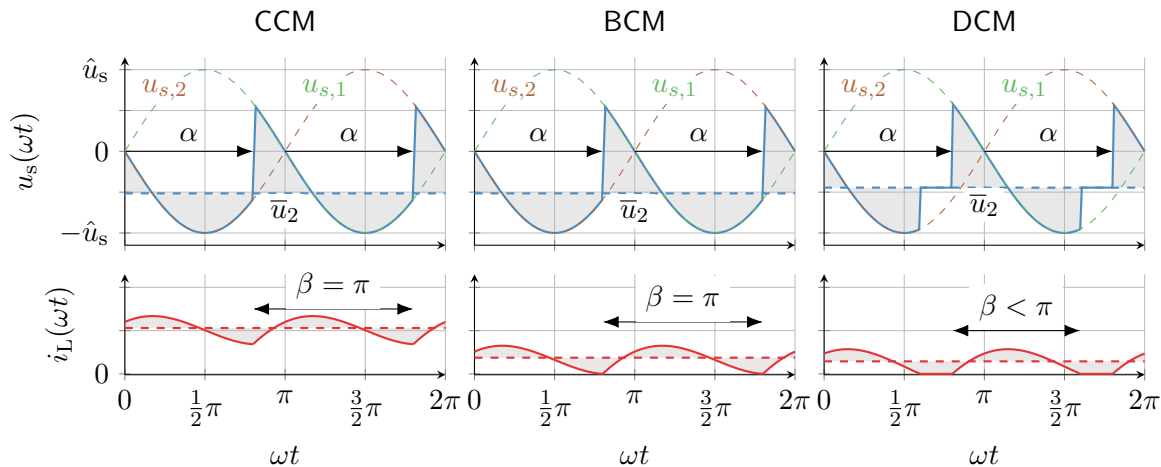 CCM BCM DCM
u_s(ωt)
û_s
0
−û_s
u_{s,2} u_{s,1}
α α
ū_2
u_{s,2} u_{s,1}
α α
ū_2
u_{s,2} u_{s,1}
α α
ū_2
i_L(ωt)
0
β = π
β = π
β < π
0 1/2π π 3/2π 2π
0 1/2π π 3/2π 2π
0 1/2π π 3/2π 2π
ωt ωt ωt